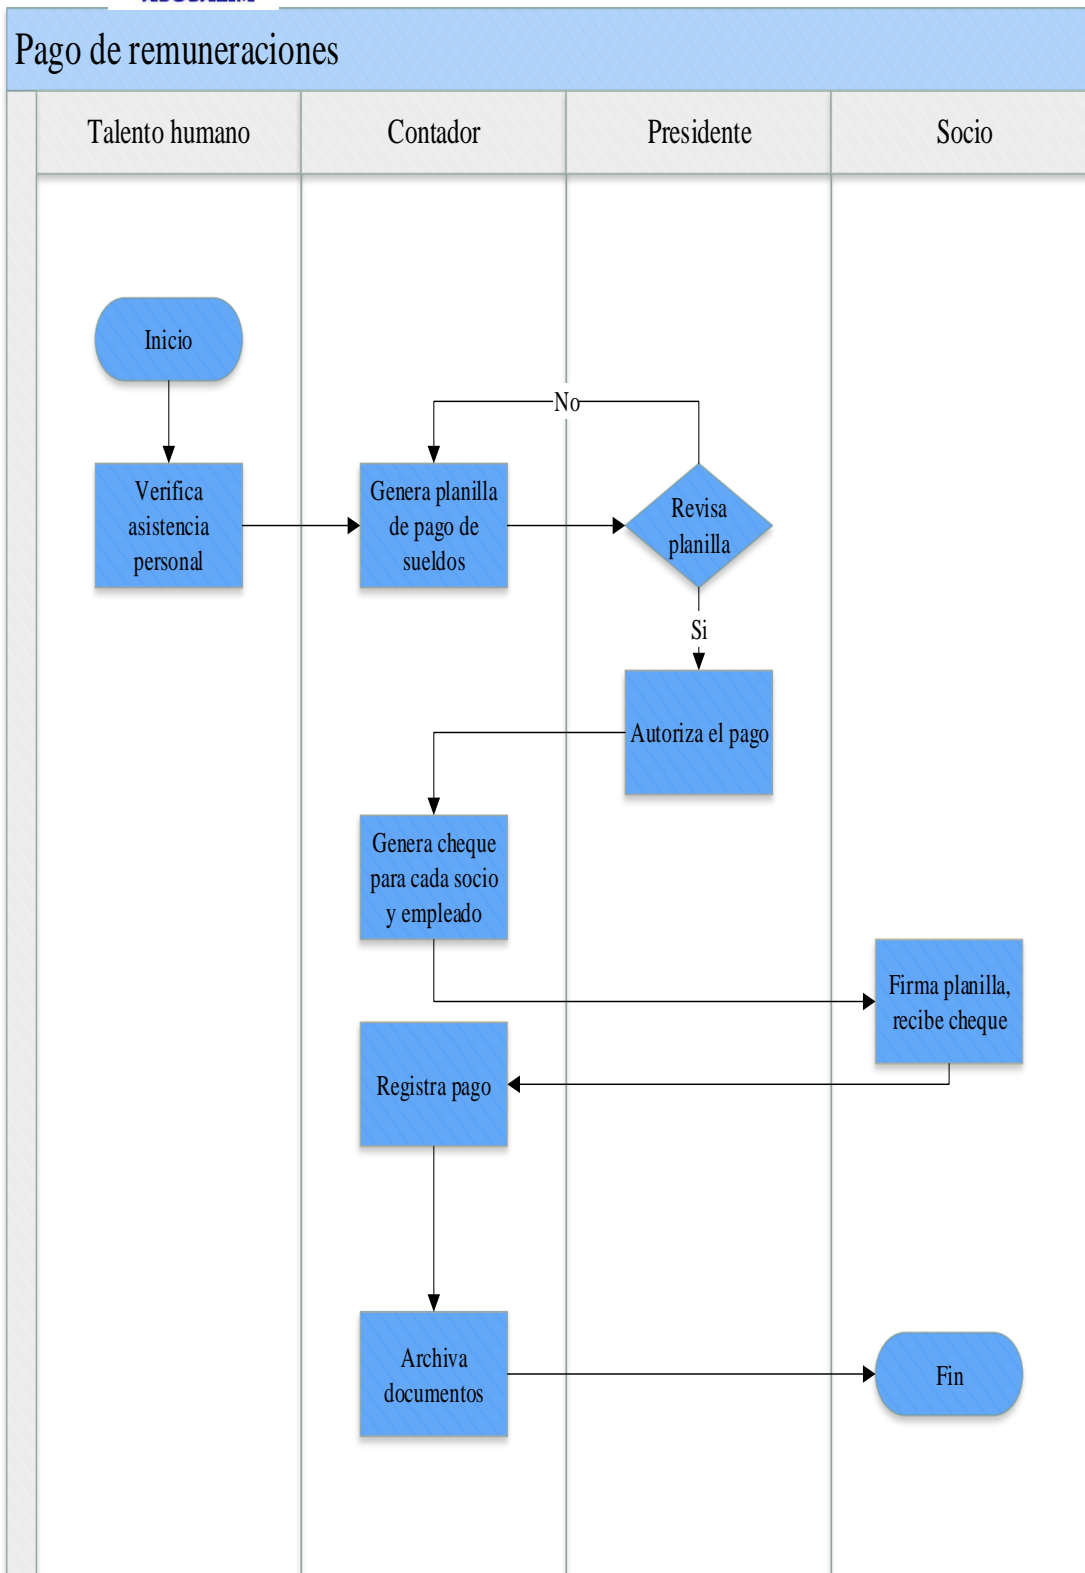 Pago de remuneraciones
Talento humano
Contador
Presidente
Socio
Inicio
No
Verifica
asistencia
personal
Genera planilla
de pago de
sueldos
Revisa
planilla
Si
Autoriza el pago
Genera cheque
para cada socio
y empleado
Firma planilla,
recibe cheque
Registra pago
Archiva
documentos
Fin